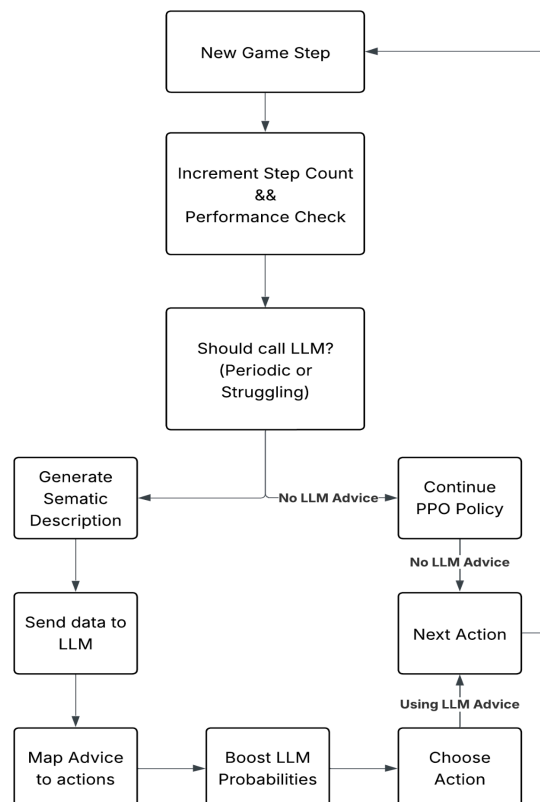 New Game Step
Increment Step Count
&&
Performance Check
Should call LLM?
(Periodic or
Struggling)
Generate
Sematic
Description
No LLM Advice
Continue
PPO Policy
No LLM Advice
Send data to
LLM
Next Action
Using LLM Advice
Map Advice
to actions
Boost LLM
Probabilities
Choose
Action